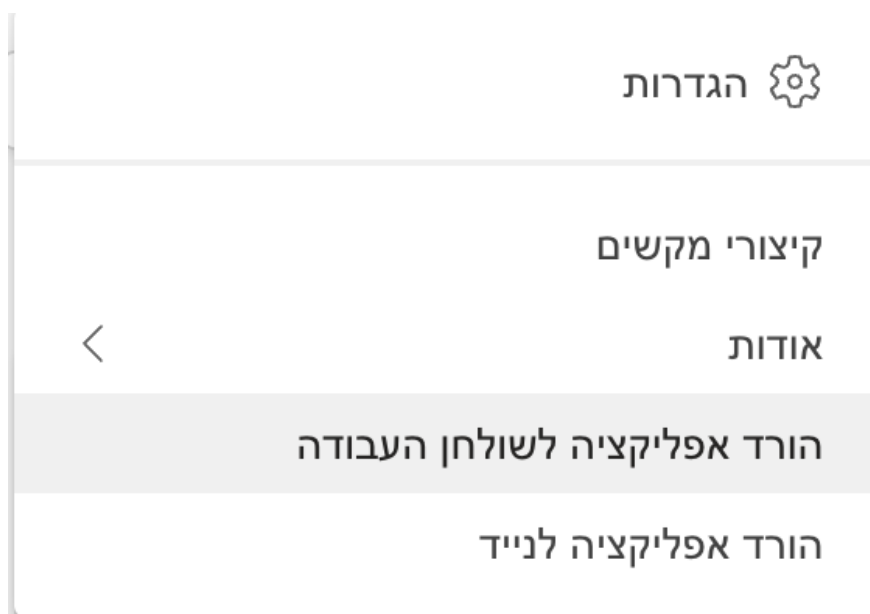 הגדרות
קיצורי מקשים
אודות
הורד אפליקציה לשולחן העבודה
הורד אפליקציה לנייד